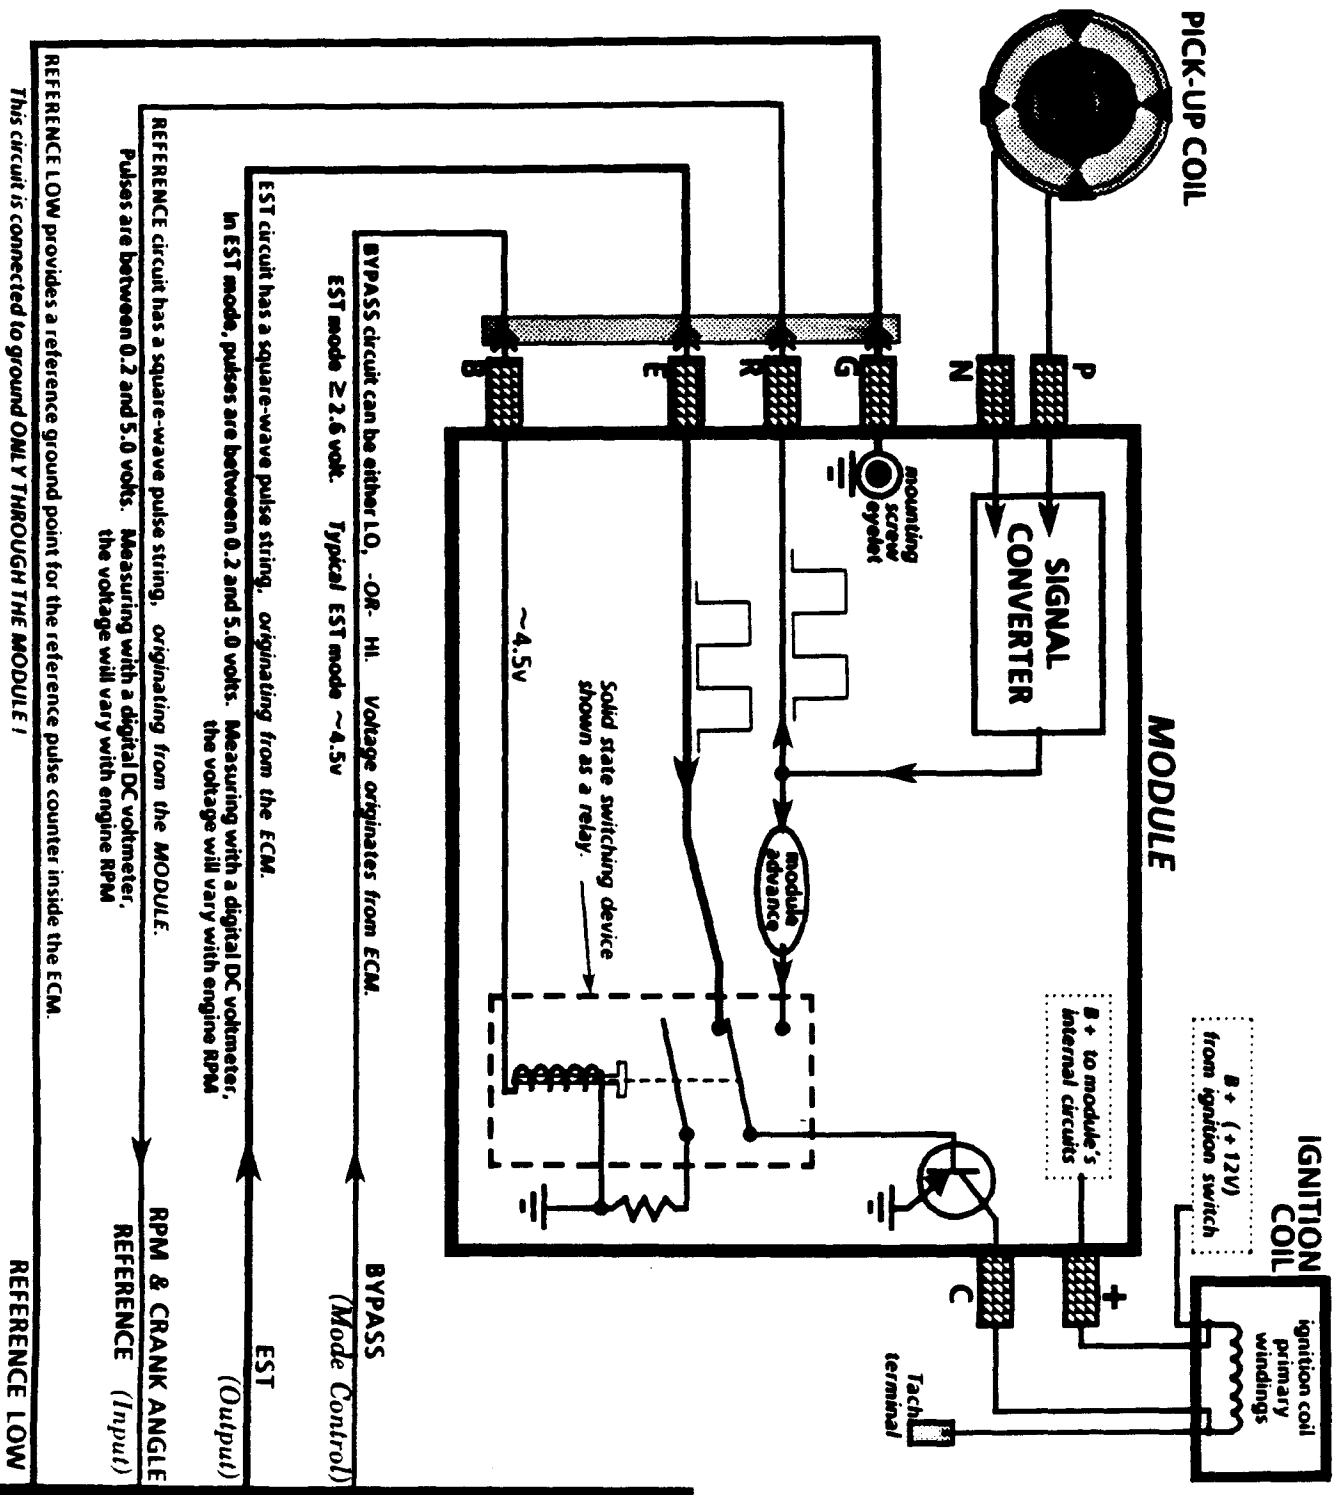 PICK-UP COIL
MODULE
IGNITION
COIL
ignition coil
primary
windings
B + (+12V)
from ignition switch
B + to module's
internal circuits
P
N
G
R
E
B
+
C
Tach
terminal
SIGNAL
CONVERTER
mounting
screw
eyelet
module
advance
Solid state switching device
shown as a relay.
~4.5v
BYPASS circuit can be either LO, -OR- HI. Voltage originates from ECM.
EST mode ≥ 2.6 volt. Typical EST mode ~4.5v
BYPASS
(Mode Control)
EST circuit has a square-wave pulse string, originating from the ECM.
In EST mode, pulses are between 0.2 and 5.0 volts. Measuring with a digital DC voltmeter,
the voltage will vary with engine RPM
EST
(Output)
REFERENCE circuit has a square-wave pulse string, originating from the MODULE.
Pulses are between 0.2 and 5.0 volts. Measuring with a digital DC voltmeter,
the voltage will vary with engine RPM
RPM & CRANK ANGLE
REFERENCE (Input)
REFERENCE LOW provides a reference ground point for the reference pulse counter inside the ECM.
This circuit is connected to ground ONLY THROUGH THE MODULE !
REFERENCE LOW